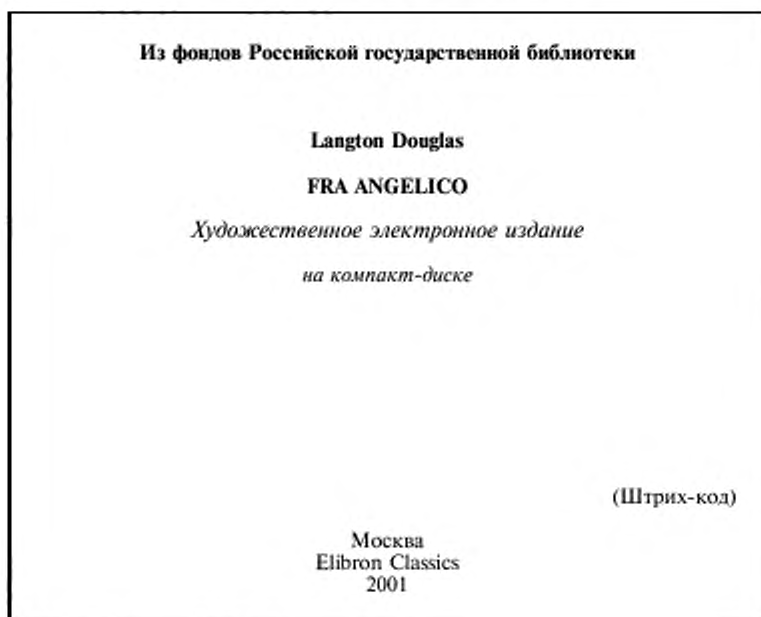 Из фондов Российской государственной библиотеки
Langton Douglas
FRA ANGELICO
Художественное электронное издание
на компакт-диске
(Штрих-код)
Москва
Elibron Classics
2001